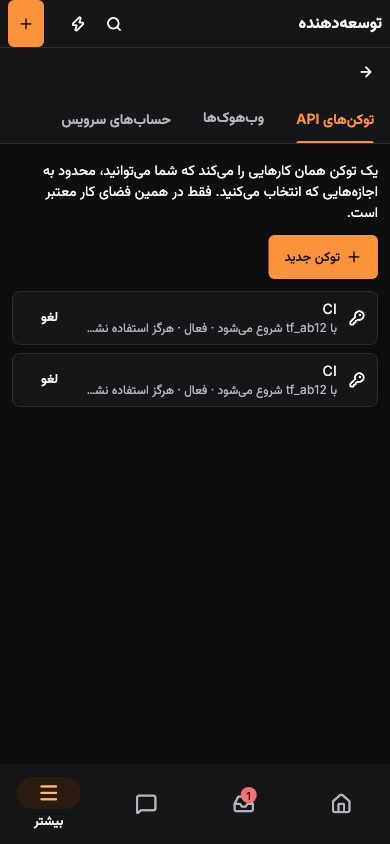 توسعه‌دهنده
توکن‌های API
وب‌هوک‌ها
حساب‌های سرویس
یک توکن همان کارهایی را می‌کند که شما می‌توانید، محدود به
اجازه‌هایی که انتخاب می‌کنید. فقط در همین فضای کار معتبر
است.
توکن جدید
CI
با tf_ab12 شروع می‌شود · فعال · هرگز استفاده نش…
لغو
CI
با tf_ab12 شروع می‌شود · فعال · هرگز استفاده نش…
لغو
1
بیشتر